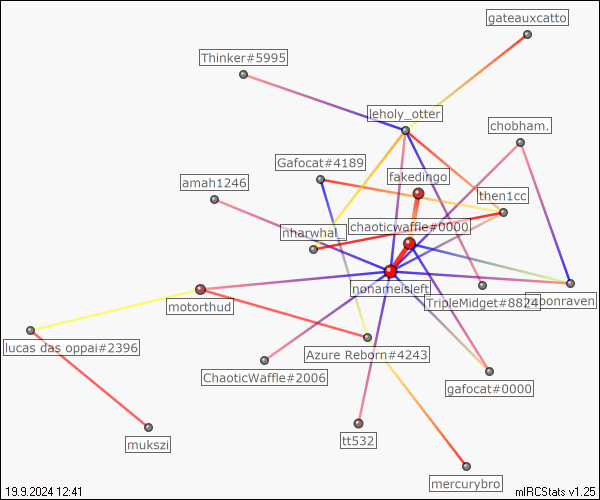 gateauxcatto
Thinker#5995
leholy_otter
chobham.
Gafocat#4189
fakedingo
amah1246
then1cc
chaoticwaffle#0000
nharwhal_
nonameisleft
TripleMidget#8824
motorthud
lucas das oppai#2396
Azure Reborn#4243
ChaoticWaffle#2006
gafocat#0000
tt532
mukszi
mercurybro
19.9.2024 12:41
mIRCStats v1.25